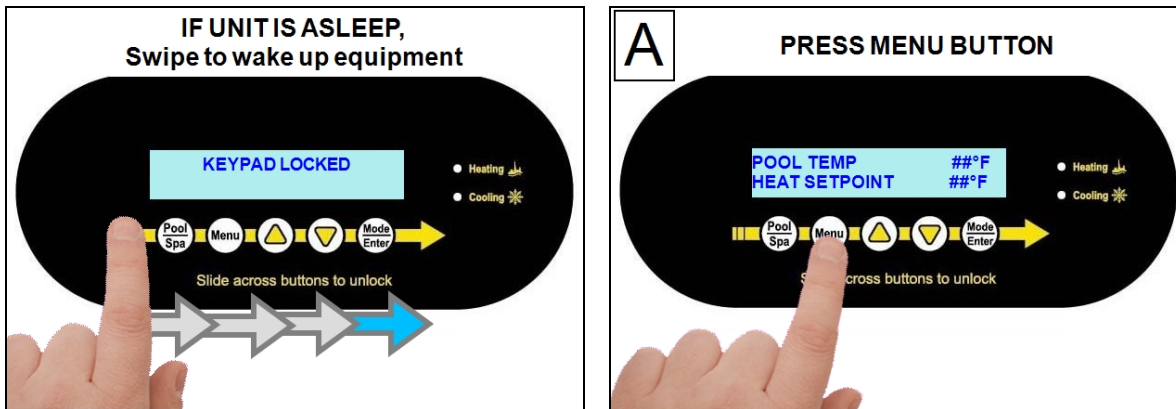 IF UNIT IS ASLEEP,
Swipe to wake up equipment
KEYPAD LOCKED
Heating
Cooling
Pool
Spa
Menu
Mode
Enter
Slide across buttons to unlock
A
PRESS MENU BUTTON
POOL TEMP ##°F
HEAT SETPOINT ##°F
Heating
Cooling
Pool
Spa
Menu
Mode
Enter
cross buttons to unlock